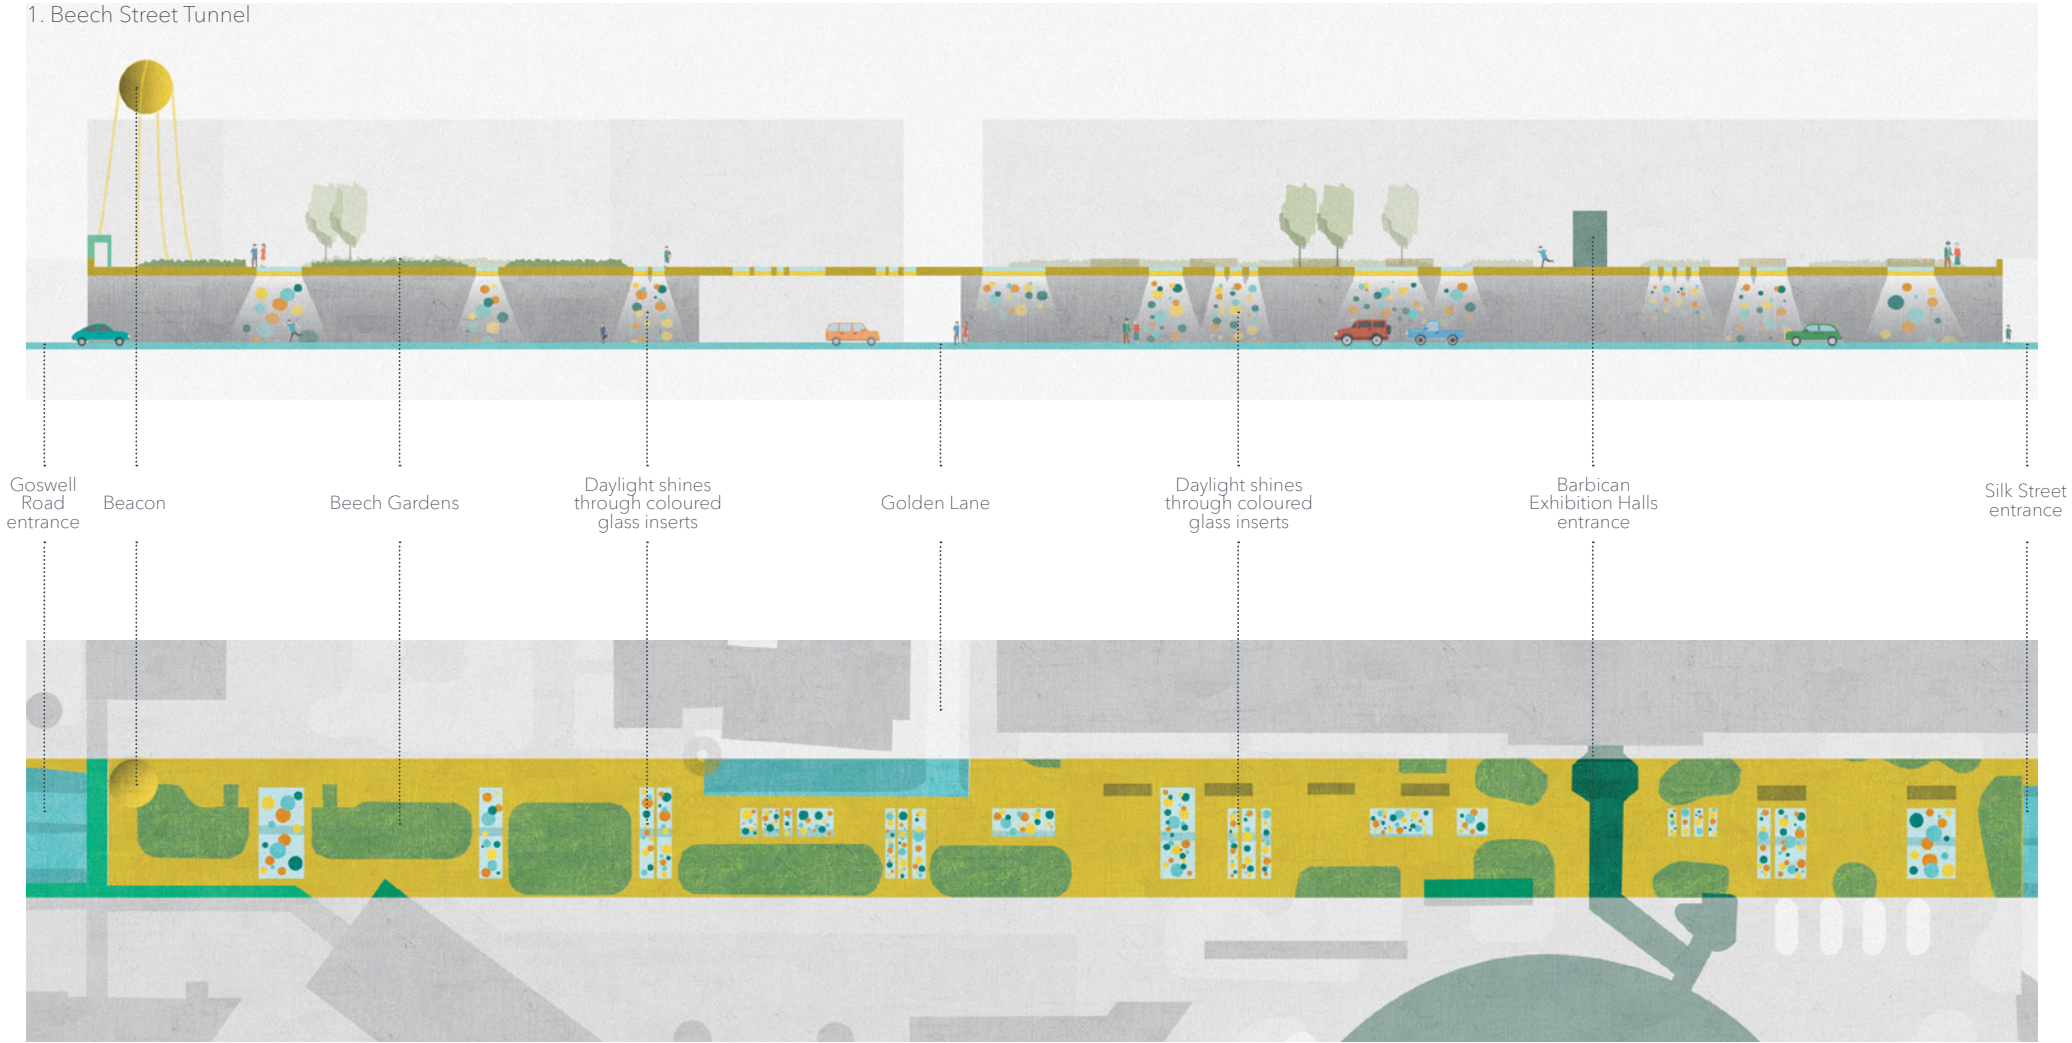 1. Beech Street Tunnel
Goswell
Road
entrance
Beacon
Beech Gardens
Daylight shines
through coloured
glass inserts
Golden Lane
Daylight shines
through coloured
glass inserts
Barbican
Exhibition Halls
entrance
Silk Street
entrance